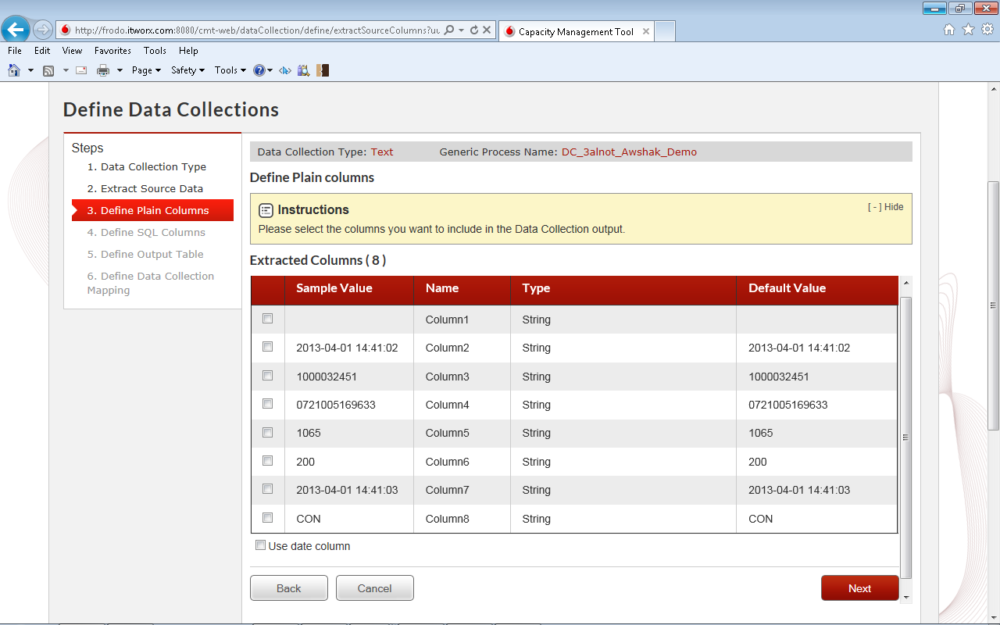 http://frodo.itworx.com:8080/cmt-web/dataCollection/define/extractSourceColumns?uu
Capacity Management Tool
File Edit View Favorites Tools Help
Page Safety Tools
Define Data Collections
Steps
1. Data Collection Type
2. Extract Source Data
3. Define Plain Columns
4. Define SQL Columns
5. Define Output Table
6. Define Data Collection
Mapping
Data Collection Type: Text Generic Process Name: DC_3alnot_Awshak_Demo
Define Plain columns
Instructions [ - ] Hide
Please select the columns you want to include in the Data Collection output.
Extracted Columns ( 8 )
Sample Value Name Type Default Value
Column1 String
2013-04-01 14:41:02 Column2 String 2013-04-01 14:41:02
1000032451 Column3 String 1000032451
0721005169633 Column4 String 0721005169633
1065 Column5 String 1065
200 Column6 String 200
2013-04-01 14:41:03 Column7 String 2013-04-01 14:41:03
CON Column8 String CON
Use date column
Back Cancel Next